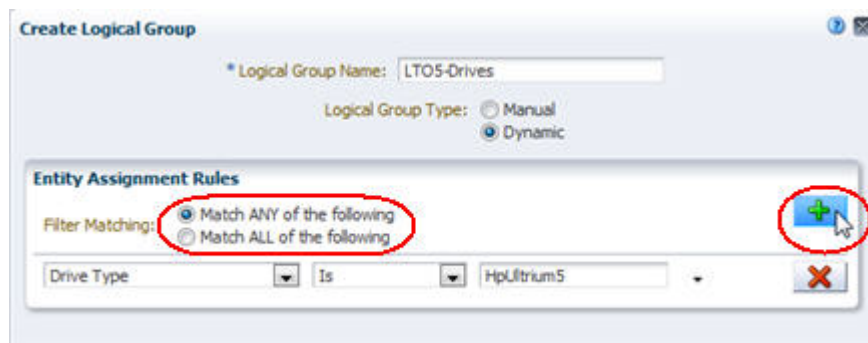 Create Logical Group
* Logical Group Name: LTO5-Drives
Logical Group Type: Manual
Dynamic
Entity Assignment Rules
Filter Matching: Match ANY of the following
Match ALL of the following
Drive Type Is HpUltrium5